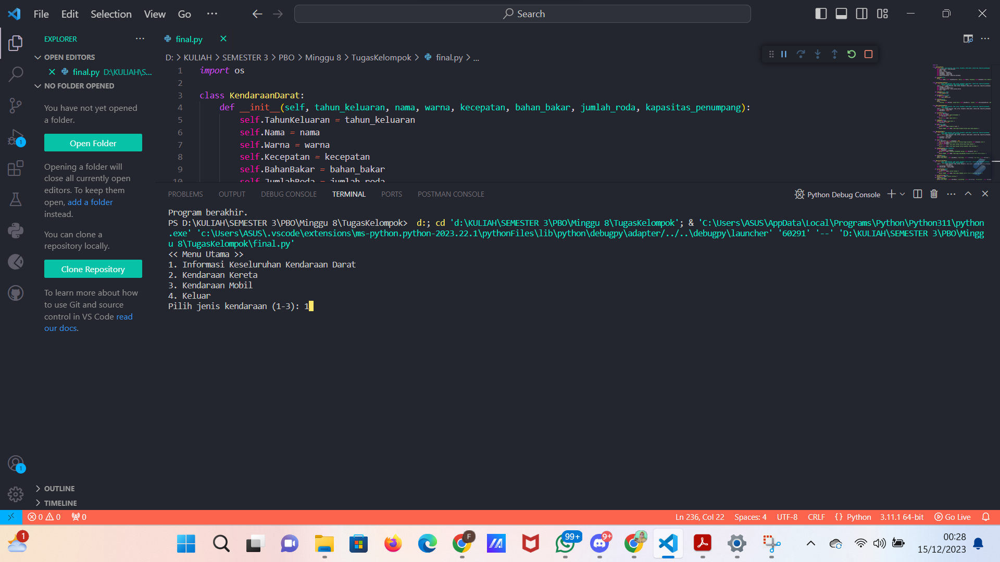 File Edit Selection View Go ··· Search
EXPLORER ···
OPEN EDITORS
final.py D:\KULIAH\S...
NO FOLDER OPENED
You have not yet opened
a folder.
Open Folder
Opening a folder will
close all currently open
editors. To keep them
open, add a folder
instead.
You can clone a
repository locally.
Clone Repository
To learn more about how
to use Git and source
control in VS Code read
our docs.
OUTLINE
TIMELINE
1
1
final.py
D: > KULIAH > SEMESTER 3 > PBO > Minggu 8 > TugasKelompok > final.py > ...
1 import os
2
3 class KendaraanDarat:
4 def __init__(self, tahun_keluaran, nama, warna, kecepatan, bahan_bakar, jumlah_roda, kapasitas_penumpang):
5 self.TahunKeluaran = tahun_keluaran
6 self.Nama = nama
7 self.Warna = warna
8 self.Kecepatan = kecepatan
9 self.BahanBakar = bahan_bakar
10 self.JumlahRoda = jumlah_roda
PROBLEMS OUTPUT DEBUG CONSOLE TERMINAL PORTS POSTMAN CONSOLE Python Debug Console
Program berakhir.
PS D:\KULIAH\SEMESTER 3\PBO\Minggu 8\TugasKelompok>  d:; cd 'd:\KULIAH\SEMESTER 3\PBO\Minggu 8\TugasKelompok'; & 'C:\Users\ASUS\AppData\Local\Programs\Python\Python311\python
.exe' 'c:\Users\ASUS\.vscode\extensions\ms-python.python-2023.22.1\pythonFiles\lib\python\debugpy\adapter/../..\debugpy\launcher' '60291' '--' 'D:\KULIAH\SEMESTER 3\PBO\Mingg
u 8\TugasKelompok\final.py'
<< Menu Utama >>
1. Informasi Keseluruhan Kendaraan Darat
2. Kendaraan Kereta
3. Kendaraan Mobil
4. Keluar
Pilih jenis kendaraan (1-3): 1
0 0 0 Ln 236, Col 22 Spaces: 4 UTF-8 CRLF {} Python 3.11.1 64-bit Go Live
1 F 99+ 9+ 00:28
15/12/2023